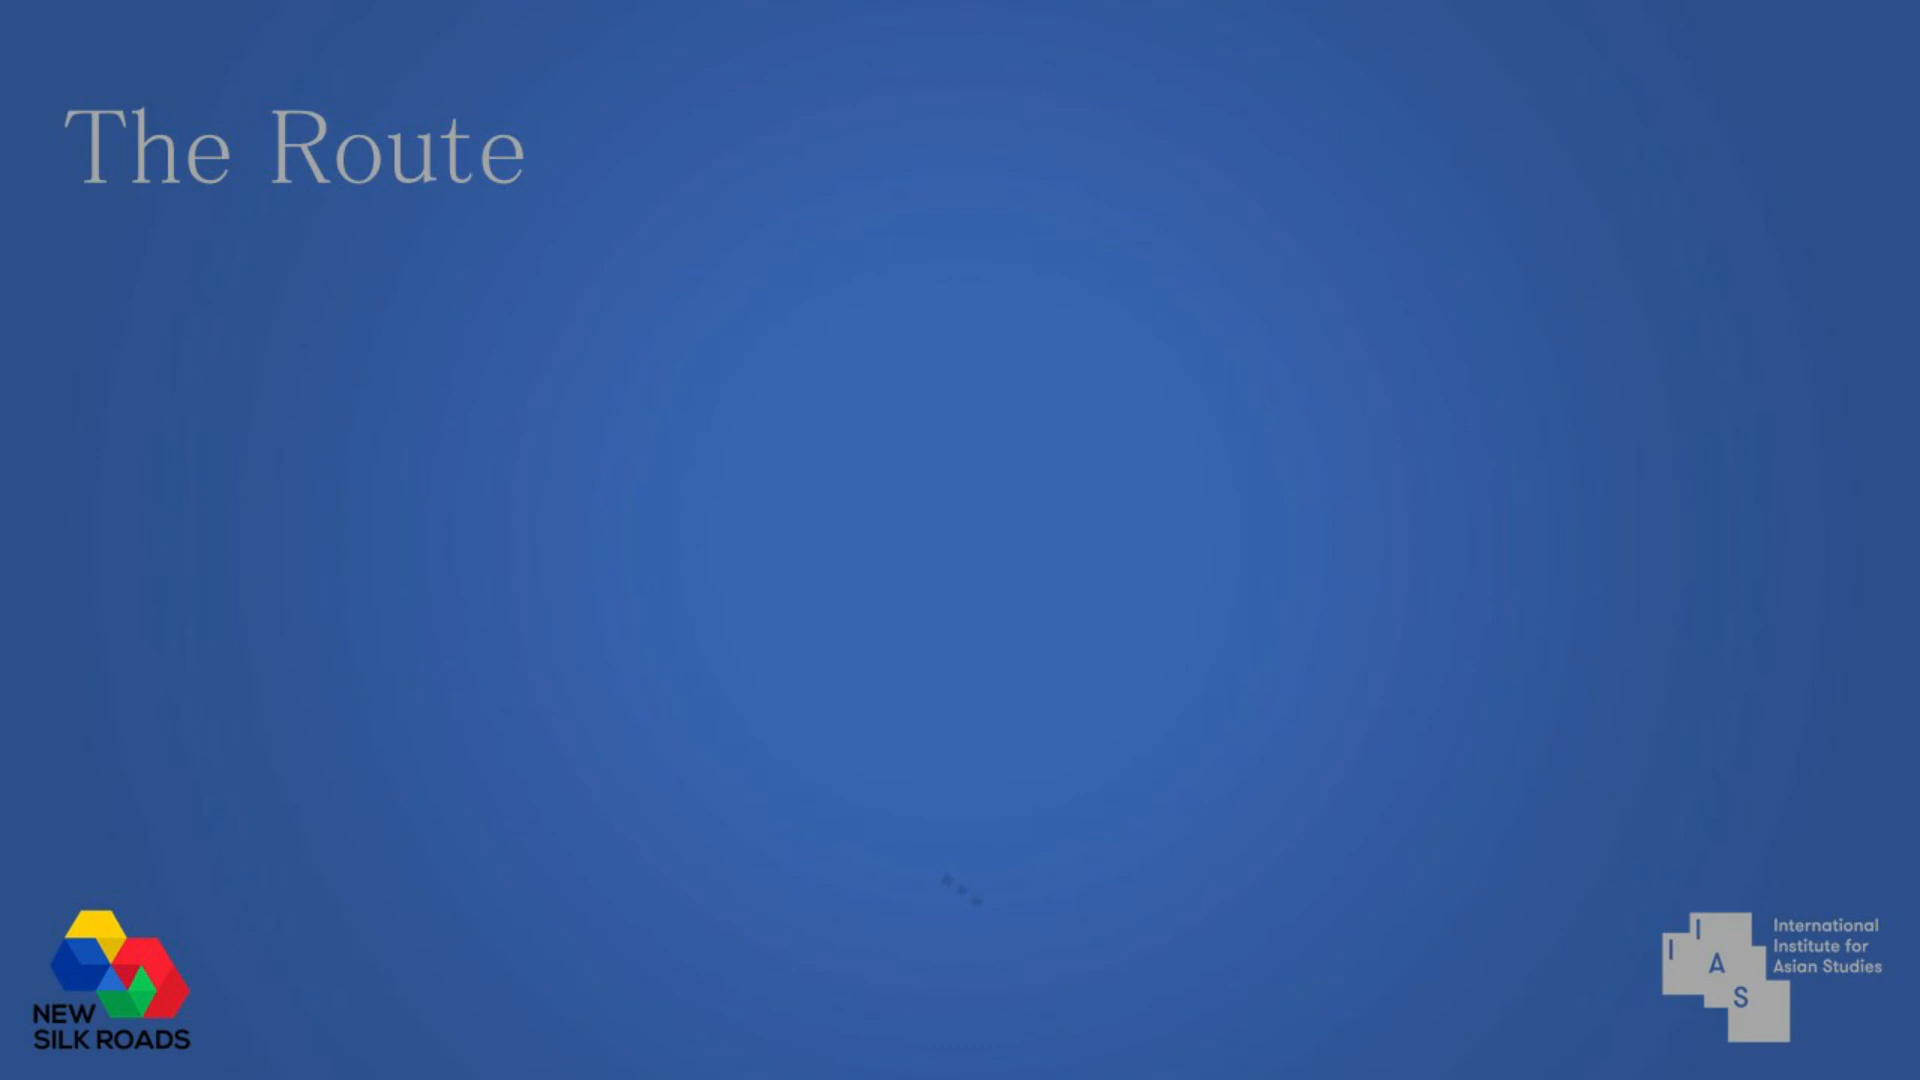 The Route
NEW
SILK ROADS
I
I
A
S
International
Institute for
Asian Studies